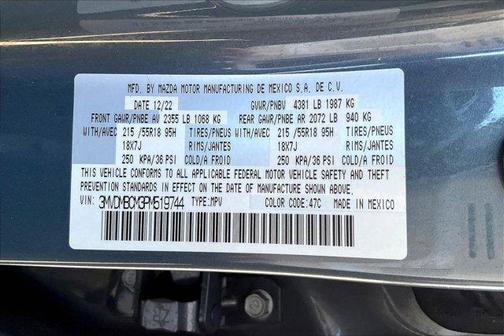 MFD. BY MAZDA MOTOR MANUFACTURING DE MEXICO S.A. DE C.V.
DATE 12/22 GVWR/PNBV 4381 LB 1987 KG
FRONT GAWR/PNBE AV 2355 LB 1068 KG REAR GAWR/PNBE AR 2072 LB 940 KG
WITH/AVEC 215 /55R18 95H TIRES/PNEUS WITH/AVEC 215 /55R18 95H TIRES/PNEUS
18X7J RIMS/JANTES 18X7J RIMS/JANTES
250 KPA/36 PSI COLD/A FROID 250 KPA/36 PSI COLD/A FROID
THIS VEHICLE CONFORMS TO ALL APPLICABLE FEDERAL MOTOR VEHICLE SAFETY AND THEFT
PREVENTION STANDARDS IN EFFECT ON THE DATE OF MANUFACTURE SHOWN ABOVE.
VIN: 3MVDMBCM3PM519744 TYPE:MPV COLOR CODE:47C MADE IN MEXICO